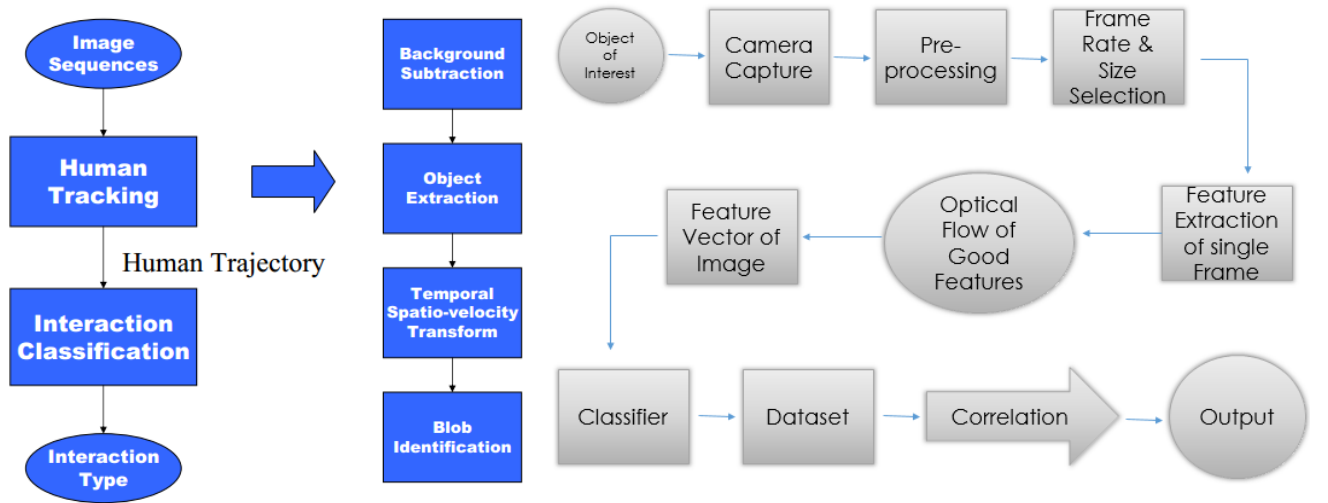 Image
Sequences
Human
Tracking
Human Trajectory
Interaction
Classification
Interaction
Type
Background
Subtraction
Object
Extraction
Temporal
Spatio-velocity
Transform
Blob
Identification
Object
of
Interest
Camera
Capture
Pre-
processing
Frame
Rate &
Size
Selection
Feature
Extraction
of single
Frame
Optical
Flow of
Good
Features
Feature
Vector of
Image
Classifier
Dataset
Correlation
Output